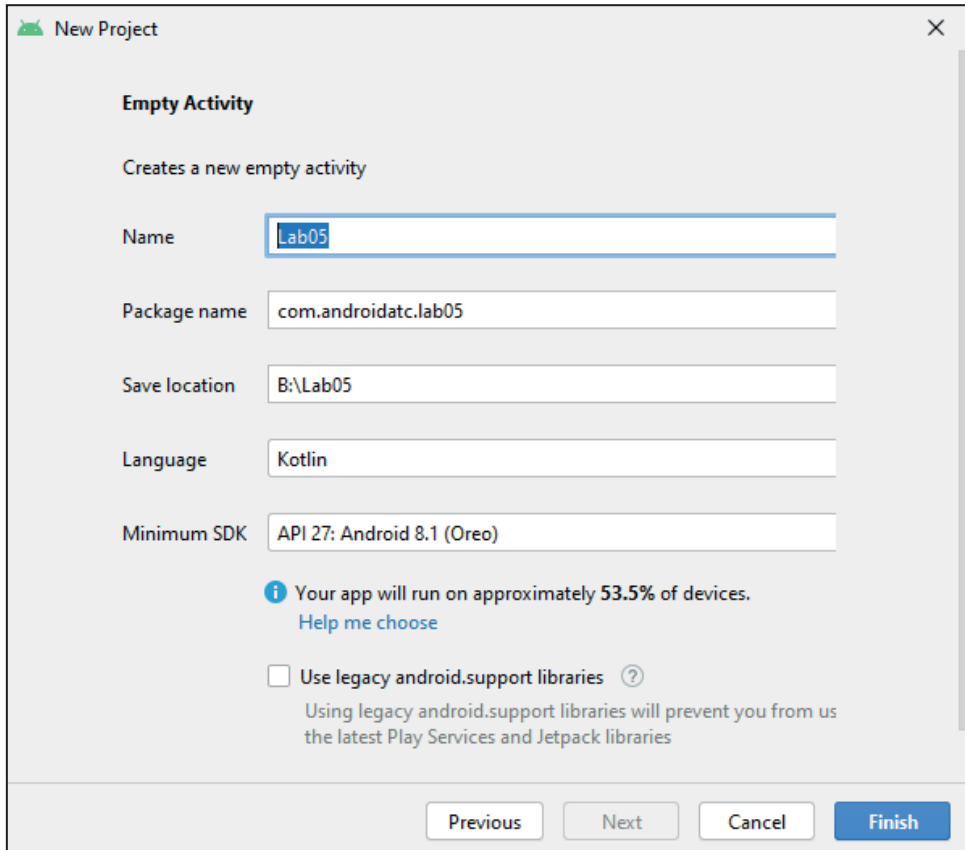 New Project
Empty Activity
Creates a new empty activity
Name Lab05
Package name com.androidatc.lab05
Save location B:\Lab05
Language Kotlin
Minimum SDK API 27: Android 8.1 (Oreo)
i Your app will run on approximately 53.5% of devices.
Help me choose
Use legacy android.support libraries ?
Using legacy android.support libraries will prevent you from us
the latest Play Services and Jetpack libraries
Previous Next Cancel Finish